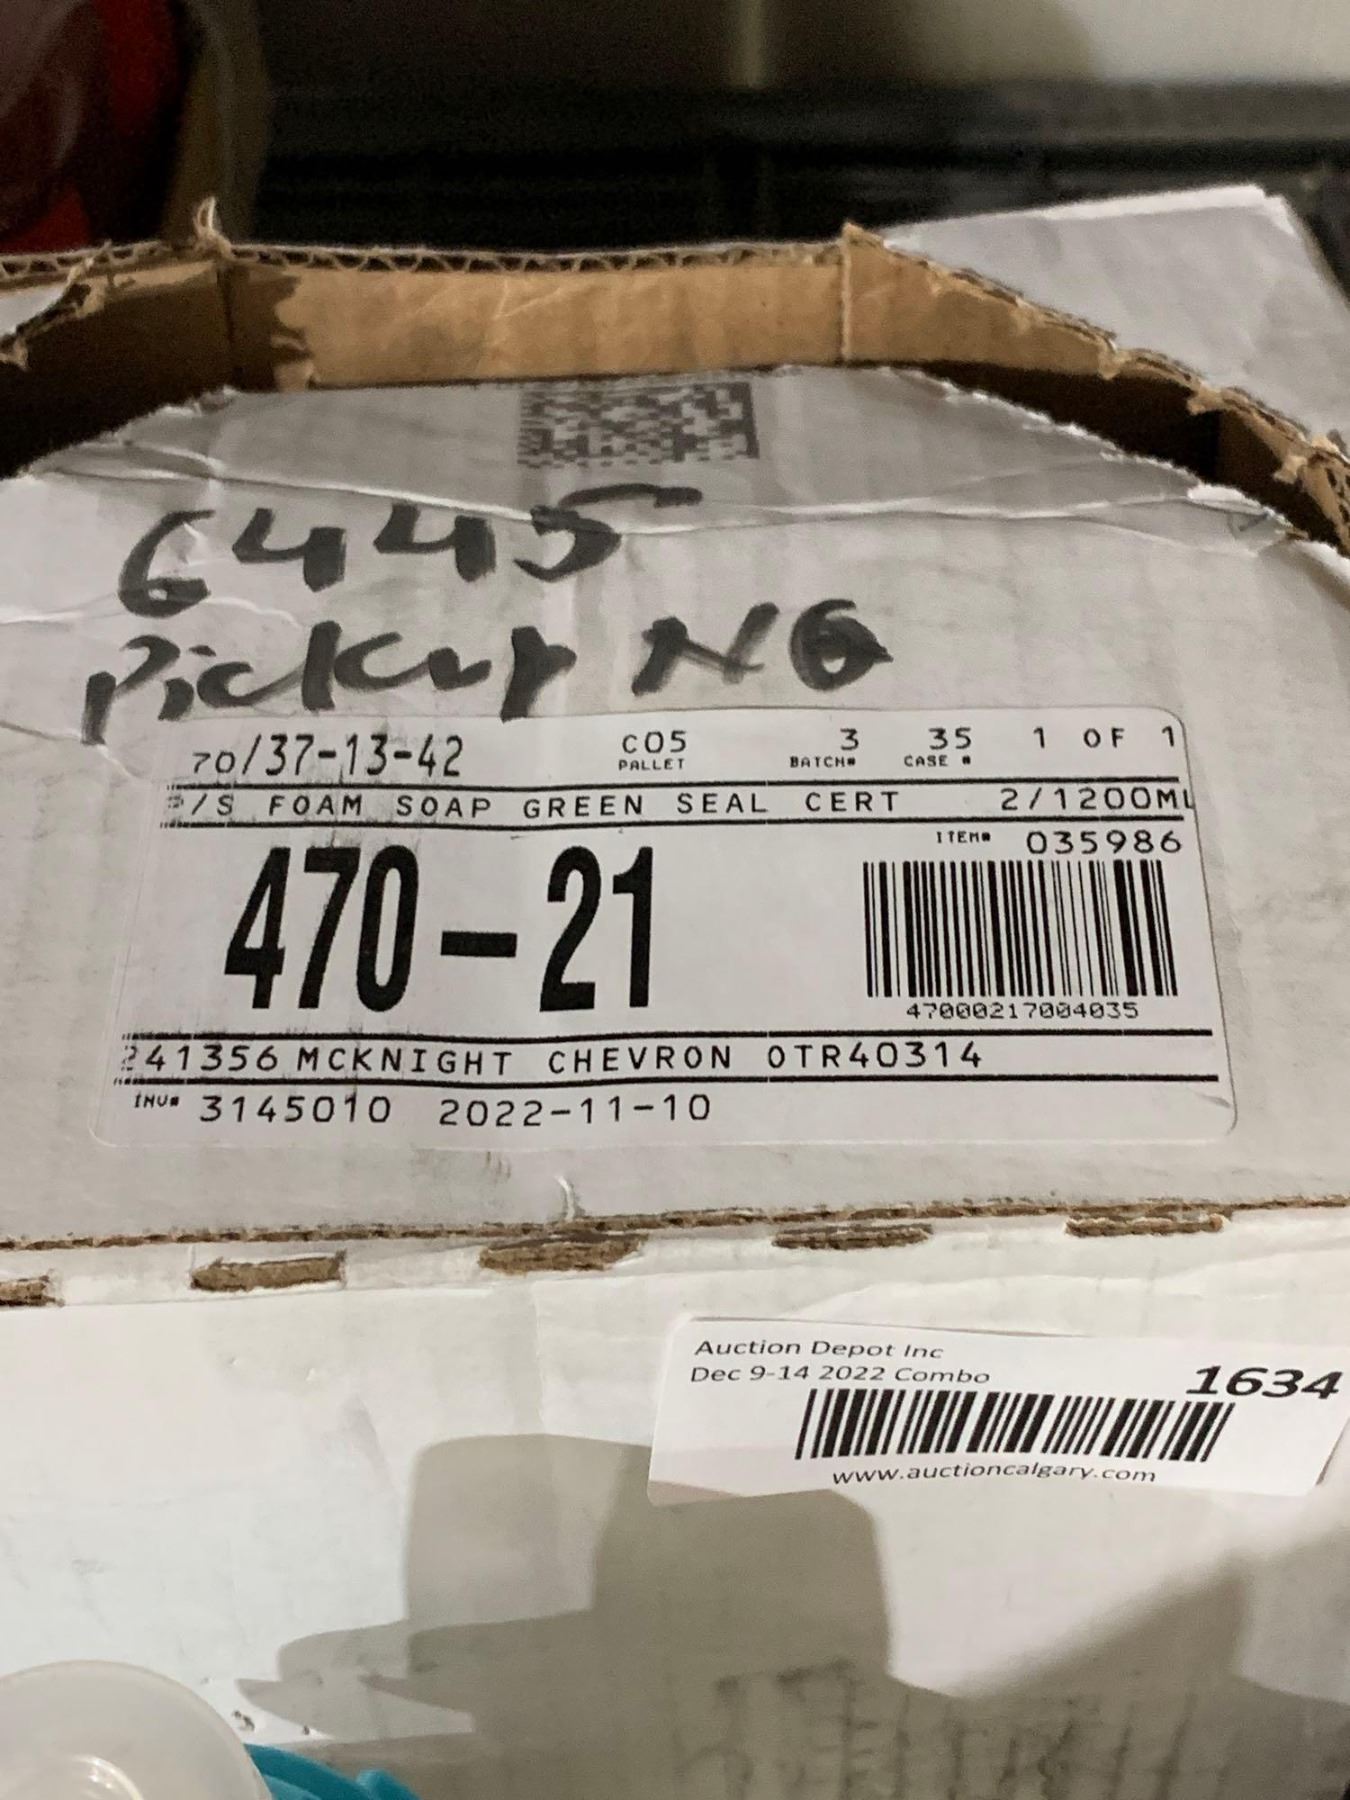 6445
Pickup NG
70/37-13-42 C05 3 35 1 OF 1
PALLET BATCH# CASE #
P/S FOAM SOAP GREEN SEAL CERT 2/1200ML
ITEM# 035986
470-21
47000217004035
241356 MCKNIGHT CHEVRON OTR40314
INV# 3145010 2022-11-10
Auction Depot Inc
Dec 9-14 2022 Combo 1634
www.auctioncalgary.com